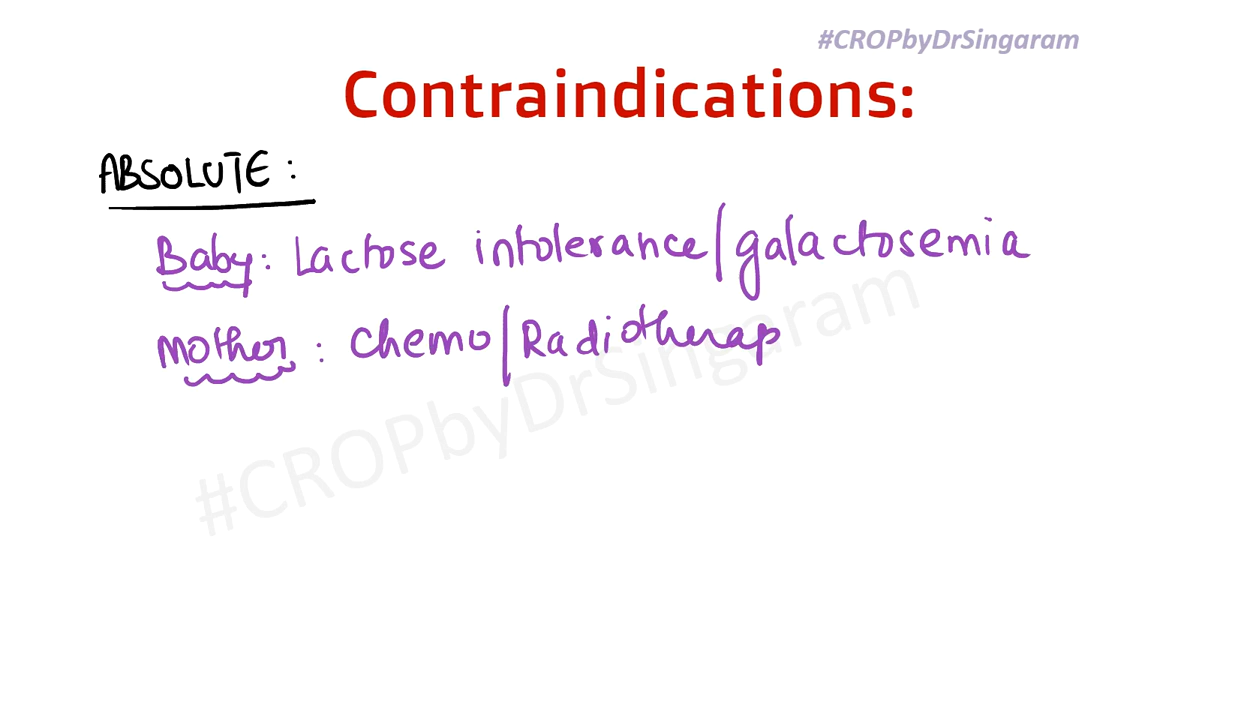 #CROPbyDrSingaram
Contraindications:
ABSOLUTE :
Baby : Lactose intolerance/galactosemia
Mother : Chemo/Radiotherap
#CROPbyDrSingaram